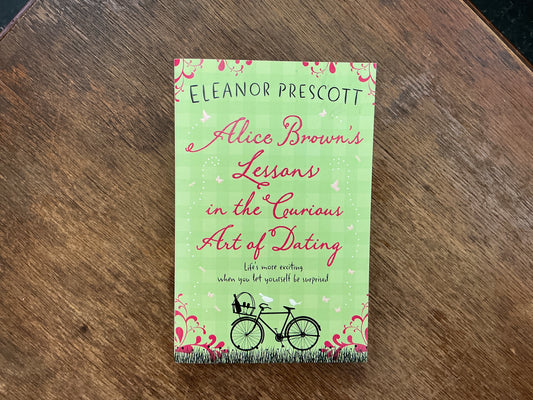 ELEANOR PRESCOTT
Alice Brown's
Lessons
in the Curious
Art of Dating
Life's more exciting
when you let yourself be surprised